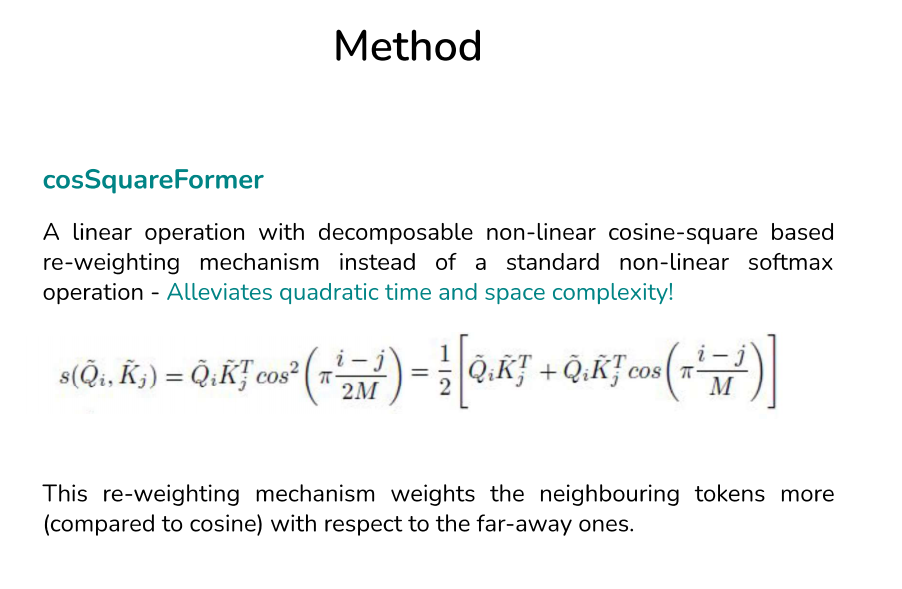 Method
cosSquareFormer
A linear operation with decomposable non-linear cosine-square based
re-weighting mechanism instead of a standard non-linear softmax
operation - Alleviates quadratic time and space complexity!
$s(\tilde{Q}_i, \tilde{K}_j) = \tilde{Q}_i \tilde{K}_j^T cos^2 \left( \pi \frac{i-j}{2M} \right) = \frac{1}{2} \left[ \tilde{Q}_i \tilde{K}_j^T + \tilde{Q}_i \tilde{K}_j^T cos \left( \pi \frac{i-j}{M} \right) \right]$
This re-weighting mechanism weights the neighbouring tokens more
(compared to cosine) with respect to the far-away ones.